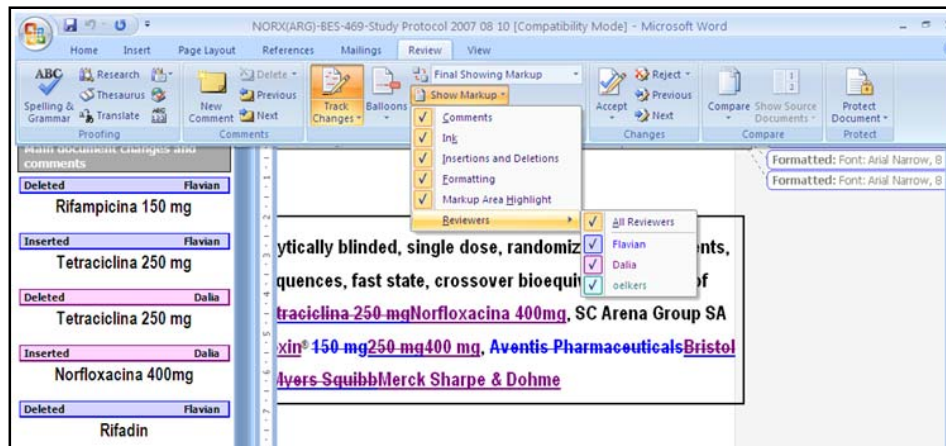 NORX(ARG)-BES-469-Study Protocol 2007 08 10 [Compatibility Mode] - Microsoft Word
Home Insert Page Layout References Mailings Review View
ABC Spelling & Grammar
Research
Thesaurus
Translate
Proofing
New Comment
Delete
Previous
Next
Comments
Track Changes
Balloons
Final Showing Markup
Show Markup
Comments
Ink
Insertions and Deletions
Formatting
Markup Area Highlight
Reviewers
All Reviewers
Flavian
Dalia
oelkers
Accept
Reject
Previous
Next
Changes
Compare
Show Source Documents
Compare
Protect Document
Protect
Main document changes and comments
Deleted Flavian
Rifampicina 150 mg
Inserted Flavian
Tetraciclina 250 mg
Deleted Dalia
Tetraciclina 250 mg
Inserted Dalia
Norfloxacina 400mg
Deleted Flavian
Rifadin
ytically blinded, single dose, randomiz nts,
quences, fast state, crossover bioequi of
traciclina 250 mgNorfloxacina 400mg, SC Arena Group SA
xin® 150 mg250 mg400 mg, Aventis PharmaceuticalsBristol
Myers SquibbMerck Sharpe & Dohme
Formatted: Font: Arial Narrow, 8
Formatted: Font: Arial Narrow, 8